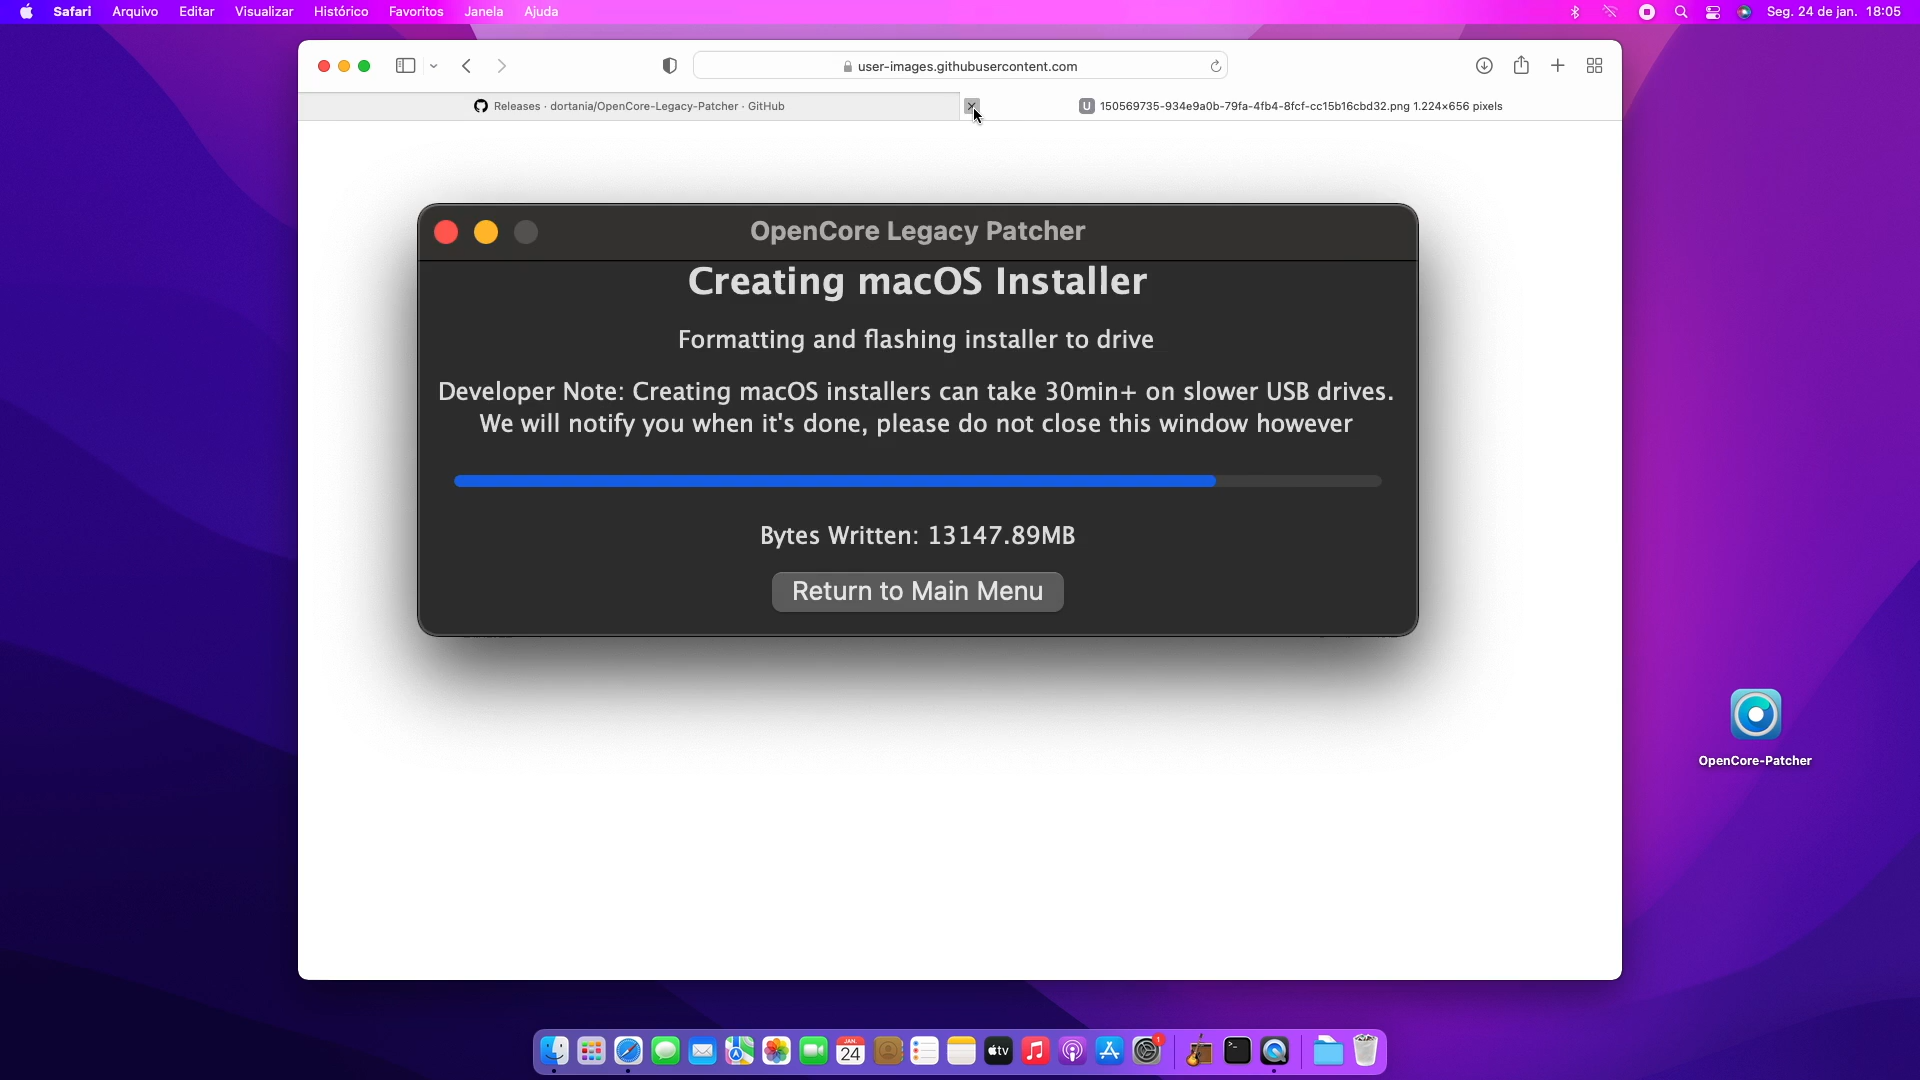 Safari Arquivo Editar Visualizar Histórico Favoritos Janela Ajuda Seg. 24 de jan. 18:05
user-images.githubusercontent.com
Releases · dortania/OpenCore-Legacy-Patcher · GitHub
U 150569735-934e9a0b-79fa-4fb4-8fcf-cc15b16cbd32.png 1.224×656 pixels
OpenCore Legacy Patcher
Creating macOS Installer
Formatting and flashing installer to drive
Developer Note: Creating macOS installers can take 30min+ on slower USB drives.
We will notify you when it's done, please do not close this window however
Bytes Written: 13147.89MB
Return to Main Menu
OpenCore-Patcher
JAN
24
tv
1